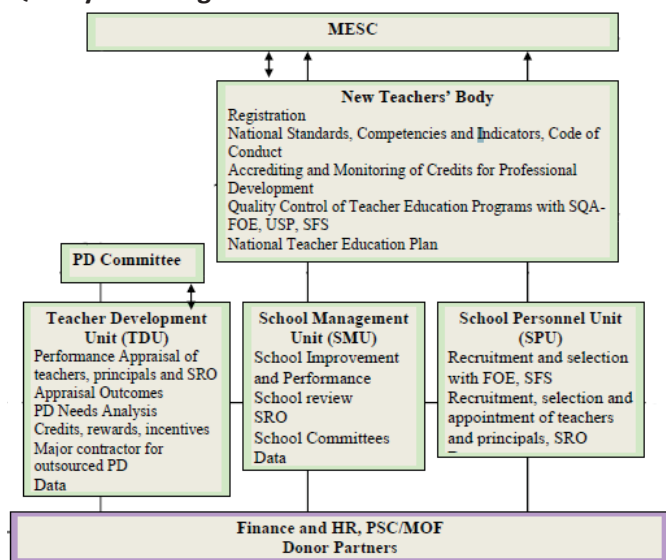 MESC
New Teachers' Body
Registration
National Standards, Competencies and Indicators, Code of
Conduct
Accrediting and Monitoring of Credits for Professional
Development
Quality Control of Teacher Education Programs with SQA-
FOE, USP, SFS
National Teacher Education Plan
PD Committee
Teacher Development
Unit (TDU)
Performance Appraisal of
teachers, principals and SRO
Appraisal Outcomes
PD Needs Analysis
Credits, rewards, incentives
Major contractor for
outsourced PD
Data
School Management
Unit (SMU)
School Improvement
and Performance
School review
SRO
School Committees
Data
School Personnel Unit
(SPU)
Recruitment and selection
with FOE, SFS
Recruitment, selection and
appointment of teachers
and principals, SRO
Finance and HR, PSC/MOF
Donor Partners